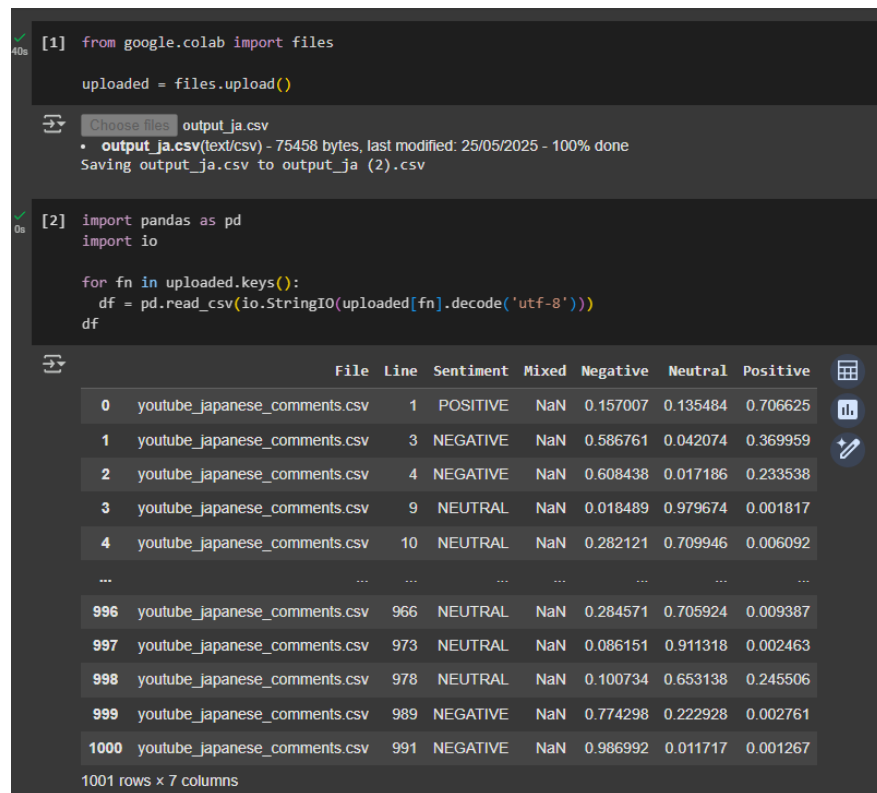 [1] from google.colab import files
40s
uploaded = files.upload()
Choose files output_ja.csv
• output_ja.csv(text/csv) - 75458 bytes, last modified: 25/05/2025 - 100% done
Saving output_ja.csv to output_ja (2).csv
[2] import pandas as pd
0s
import io
for fn in uploaded.keys():
df = pd.read_csv(io.StringIO(uploaded[fn].decode('utf-8')))
df
File Line Sentiment Mixed Negative Neutral Positive
0 youtube_japanese_comments.csv 1 POSITIVE NaN 0.157007 0.135484 0.706625
1 youtube_japanese_comments.csv 3 NEGATIVE NaN 0.586761 0.042074 0.369959
2 youtube_japanese_comments.csv 4 NEGATIVE NaN 0.608438 0.017186 0.233538
3 youtube_japanese_comments.csv 9 NEUTRAL NaN 0.018489 0.979674 0.001817
4 youtube_japanese_comments.csv 10 NEUTRAL NaN 0.282121 0.709946 0.006092
... ... ... ... ... ... ... ...
996 youtube_japanese_comments.csv 966 NEUTRAL NaN 0.284571 0.705924 0.009387
997 youtube_japanese_comments.csv 973 NEUTRAL NaN 0.086151 0.911318 0.002463
998 youtube_japanese_comments.csv 978 NEUTRAL NaN 0.100734 0.653138 0.245506
999 youtube_japanese_comments.csv 989 NEGATIVE NaN 0.774298 0.222928 0.002761
1000 youtube_japanese_comments.csv 991 NEGATIVE NaN 0.986992 0.011717 0.001267
1001 rows × 7 columns